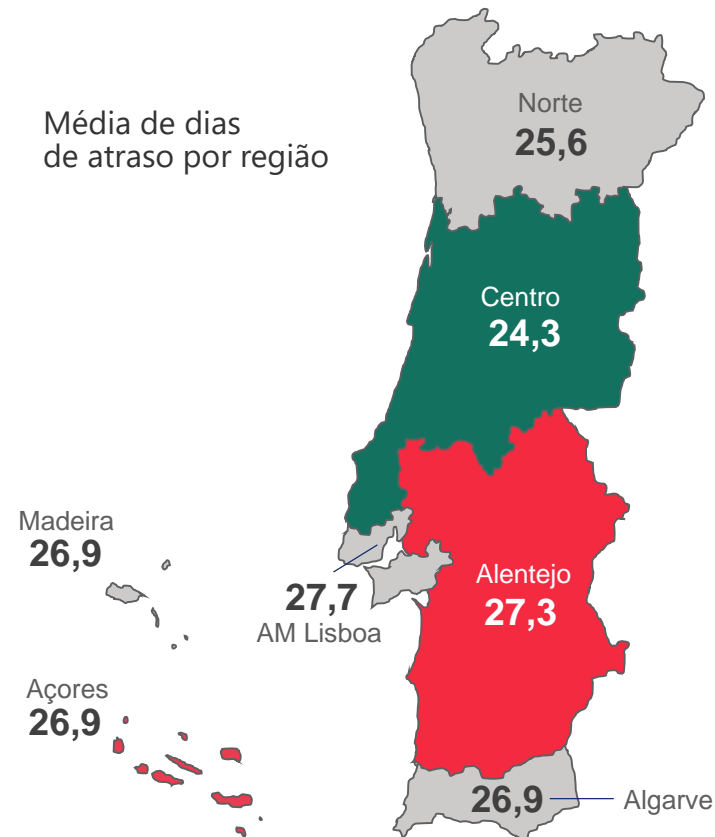 Média de dias
de atraso por região
Norte
25,6
Centro
24,3
Madeira
26,9
27,7
AM Lisboa
Alentejo
27,3
Açores
26,9
26,9
Algarve